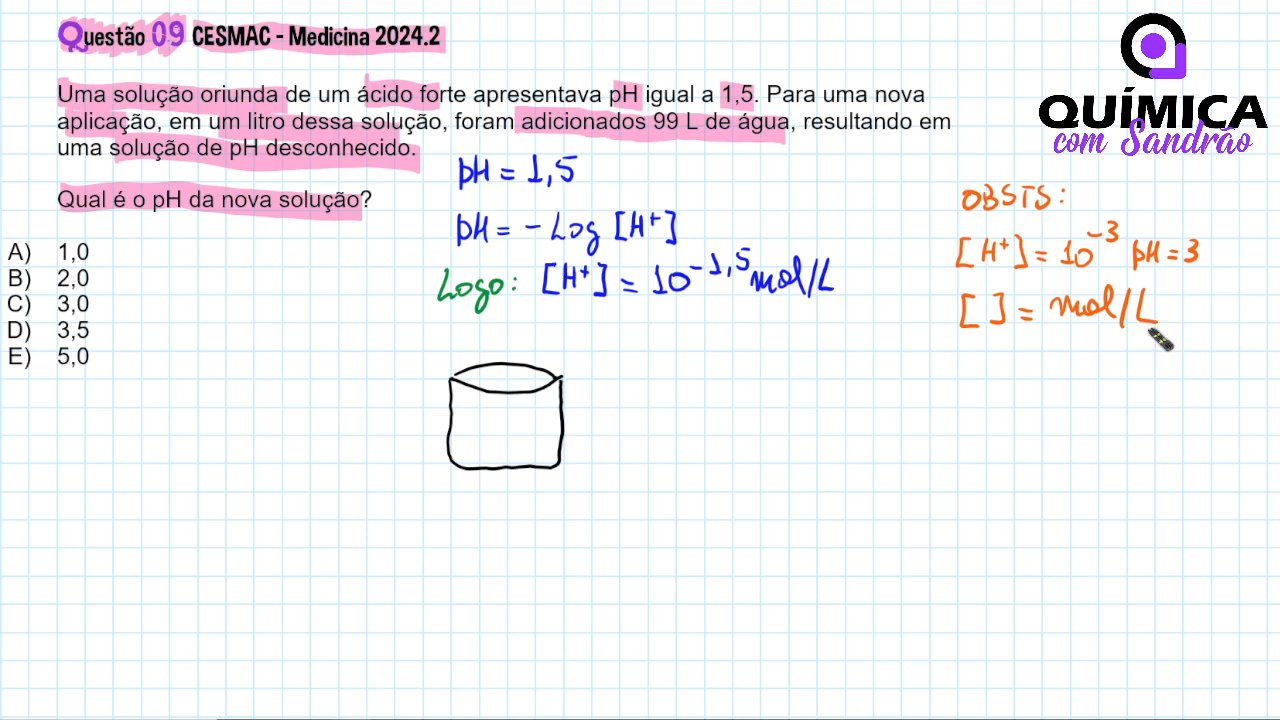 Questão 09 CESMAC - Medicina 2024.2
Uma solução oriunda de um ácido forte apresentava pH igual a 1,5. Para uma nova
aplicação, em um litro dessa solução, foram adicionados 99 L de água, resultando em
uma solução de pH desconhecido.
Qual é o pH da nova solução?
A) 1,0
B) 2,0
C) 3,0
D) 3,5
E) 5,0
pH = 1,5
pH = - Log [H+]
Logo: [H+] = 10^-1,5 mol/L
QUÍMICA
com Sandrão
OBSTS:
[H+] = 10^-3 pH = 3
[ ] = mol/L